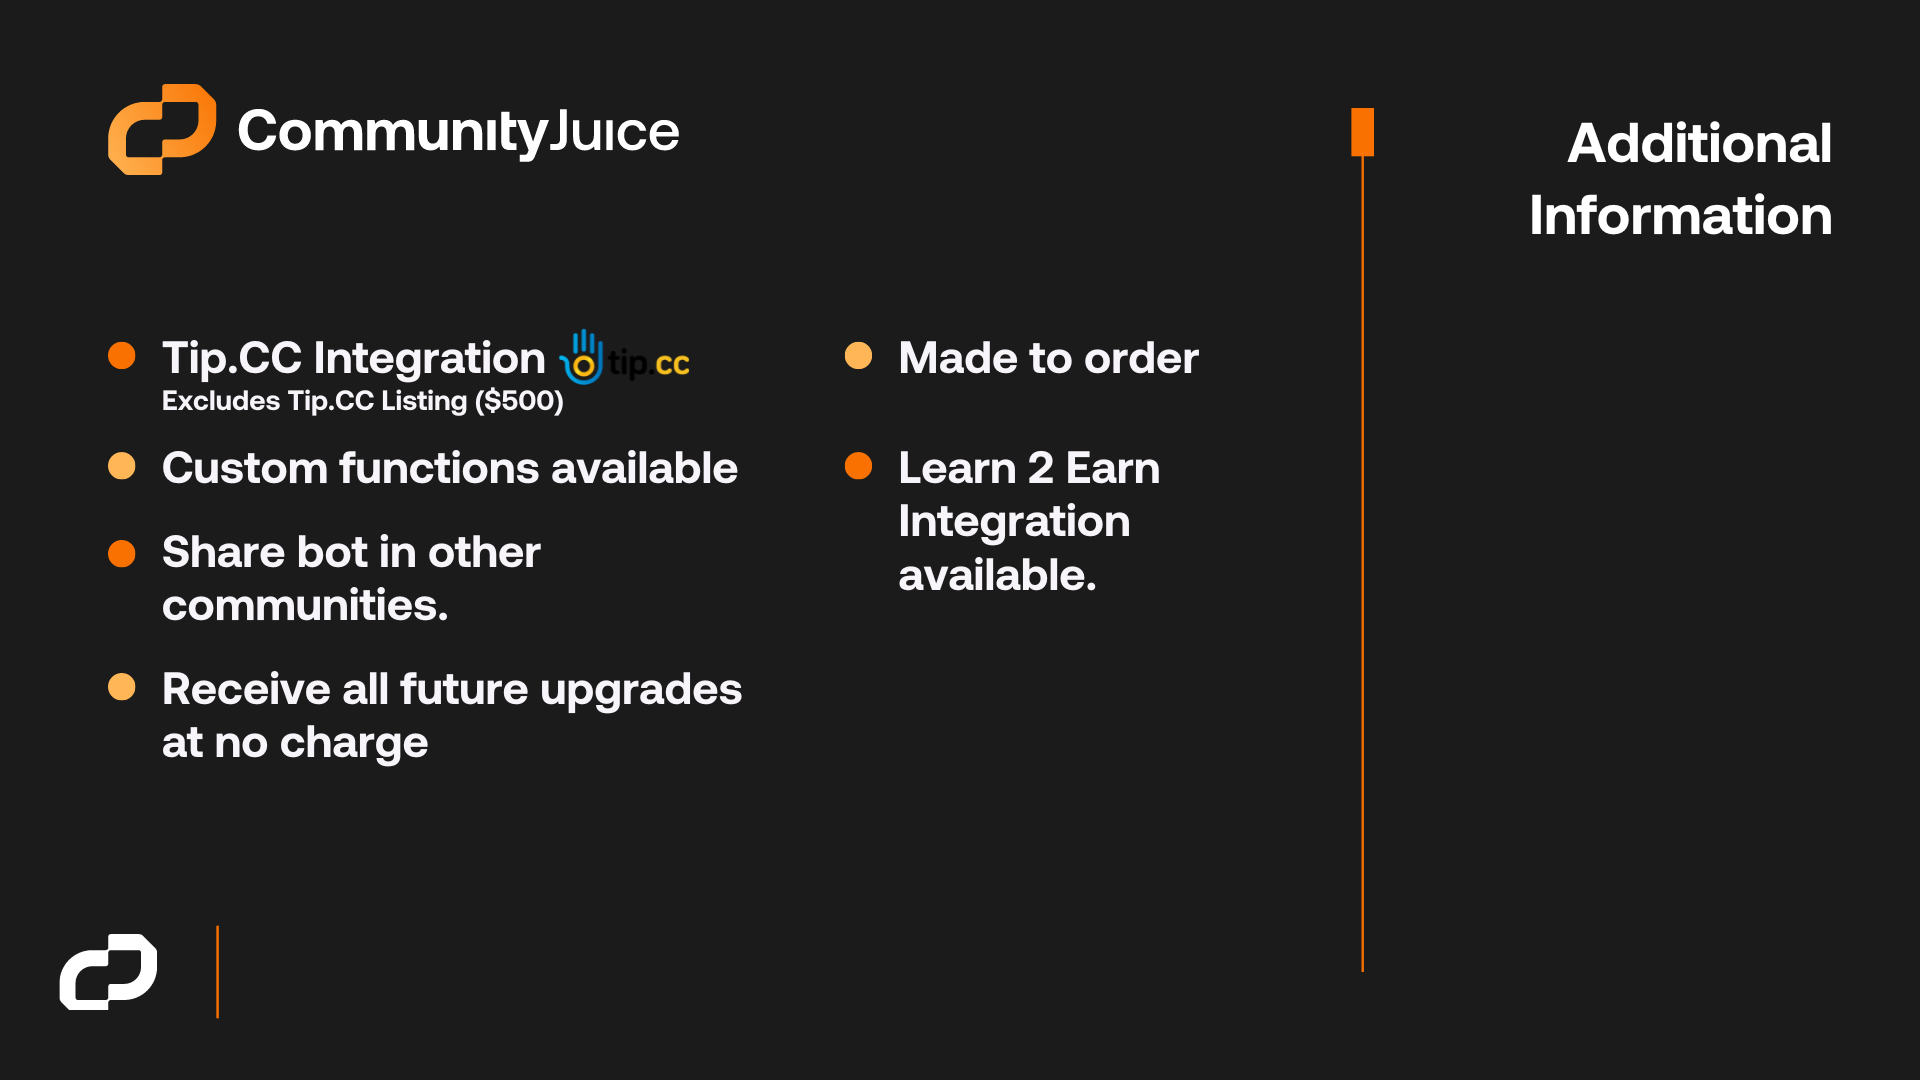 CommunityJuice
Additional
Information
Tip.CC Integration
tip.cc
Excludes Tip.CC Listing ($500)
Custom functions available
Share bot in other
communities.
Receive all future upgrades
at no charge
Made to order
Learn 2 Earn
Integration
available.